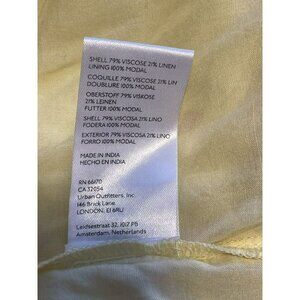 SHELL 79% VISCOSE 21% LINEN
LINING 100% MODAL
COQUILLE 79% VISCOSE 21% LIN
DOUBLURE 100% MODAL
OBERSTOFF 79% VISKOSE
21% LEINEN
FUTTER 100% MODAL
SHELL 79% VISCOSA 21% LINO
FODERA 100% MODAL
EXTERIOR 79% VISCOSA 21% LINO
FORRO 100% MODAL
MADE IN INDIA
HECHO EN INDIA
RN 66170
CA 32054
Urban Outfitters, Inc.
146 Brick Lane
LONDON, E1 6RU
Leidsestraat 32, 1017 PB
Amsterdam, Netherlands